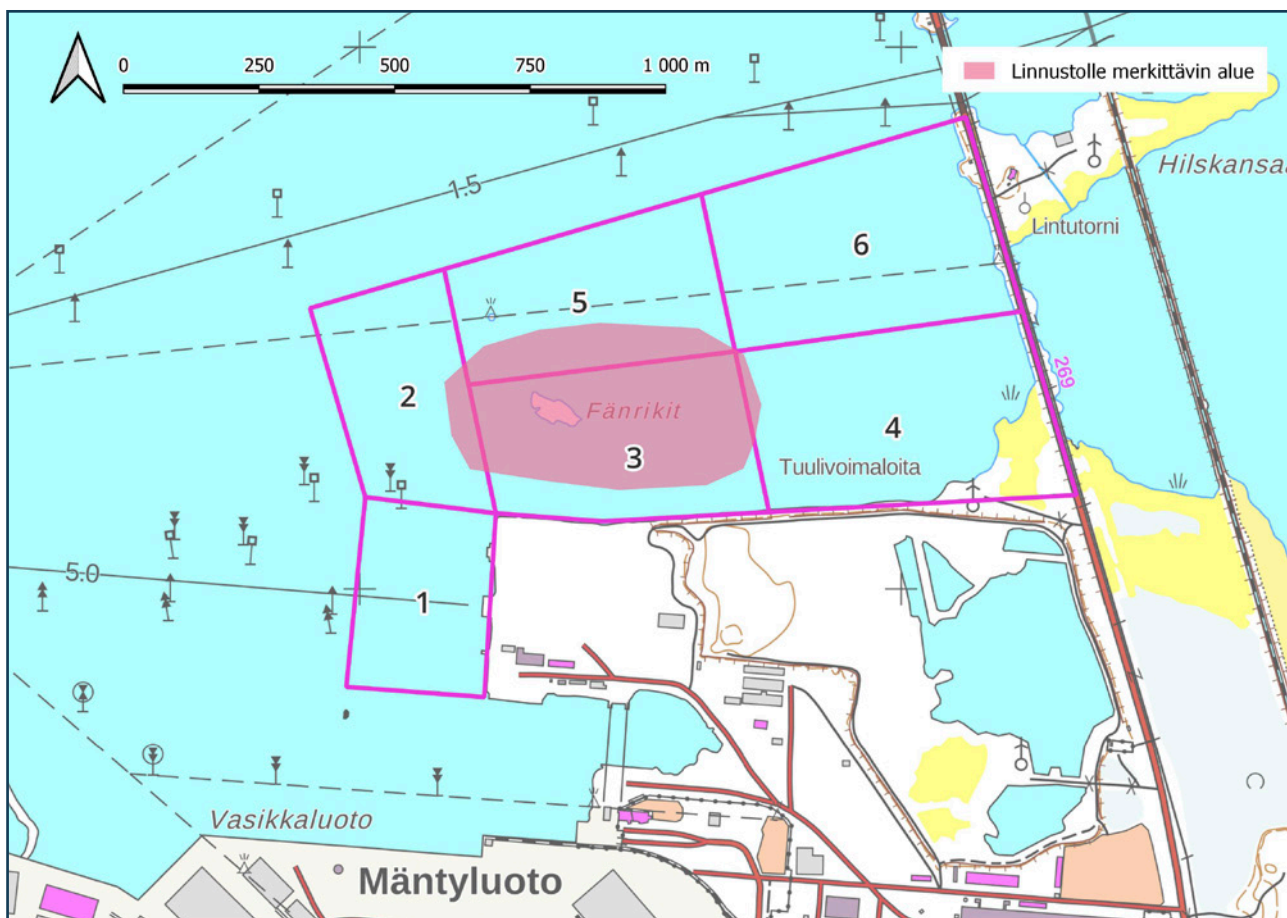 0 250 500 750 1 000 m
Linnustolle merkittävin alue
Hilskansaa
1.5
Lintutorni
6
5
269
2
Fänrikit
4
3
Tuulivoimaloita
5.0
1
Vasikkaluoto
Mäntyluoto